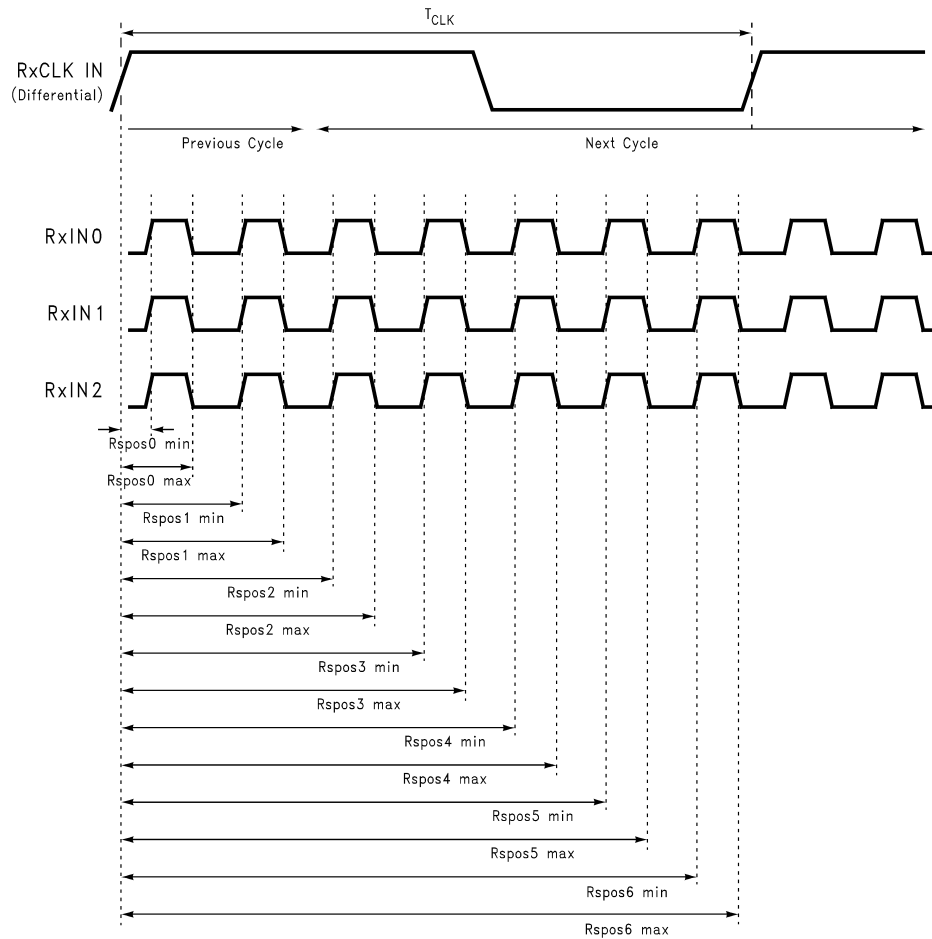 T_CLK
RxCLK IN
(Differential)
Previous Cycle
Next Cycle
RxIN0
RxIN1
RxIN2
Rspos0 min
Rspos0 max
Rspos1 min
Rspos1 max
Rspos2 min
Rspos2 max
Rspos3 min
Rspos3 max
Rspos4 min
Rspos4 max
Rspos5 min
Rspos5 max
Rspos6 min
Rspos6 max